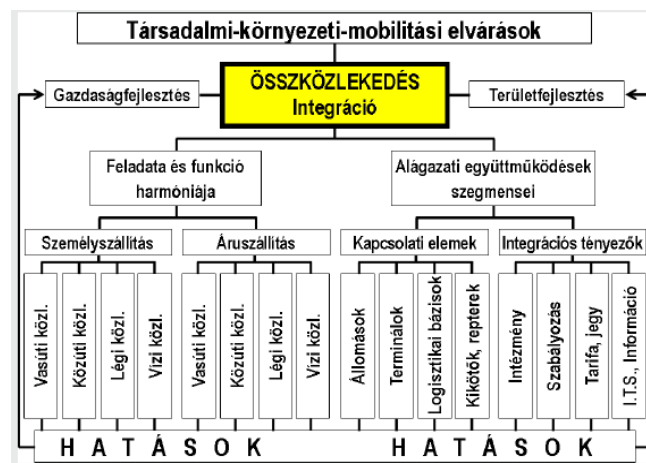 Társadalmi-környezeti-mobilitási elvárások
Gazdaságfejlesztés
ÖSSZKÖZLEKEDÉS
Integráció
Területfejlesztés
Feladata és funkció
harmóniája
Alágazati együttműködések
szegmensei
Személyszállítás
Áruszállítás
Kapcsolati elemek
Integrációs tényezők
Vasúti közl.
Közúti közl.
Légi közl.
Vizi közl.
Vasúti közl.
Közúti közl.
Légi közl.
Vizi közl.
Állomások
Terminálok
Logisztikai bázisok
Kikötők, repterek
Intézmény
Szabályozás
Tarifa, jegy
I.T.S., Információ
H A T Á S O K
H A T Á S O K